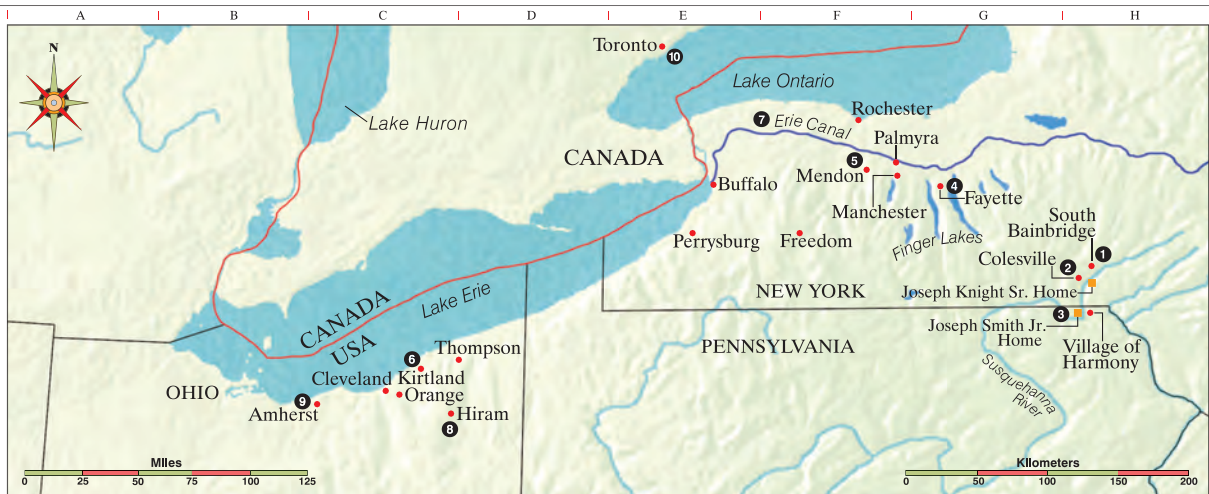 A B C D E F G H
N
Toronto
10
Lake Ontario
Lake Huron
Rochester
7 Erie Canal
Palmyra
CANADA
5
Mendon
Buffalo
4
Fayette
Manchester
South
Bainbridge
Perrysburg
Freedom
Finger Lakes
1
Colesville 2
Joseph Knight Sr. Home
NEW YORK
Lake Erie
CANADA
USA
3
Joseph Smith Jr.
Home
Village of
Harmony
PENNSYLVANIA
Thompson
6
Cleveland
Kirtland
OHIO
Orange
9
Amherst
Hiram
8
Susquehanna
River
Miles
0 25 50 75 100 125
Kilometers
0 50 100 150 200